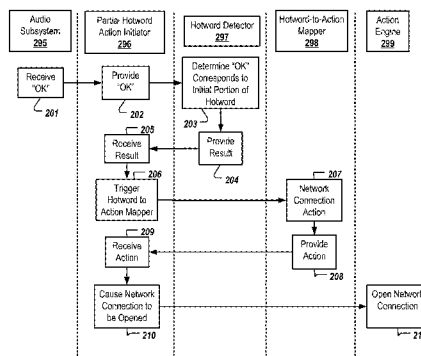 Audio
Subsystem
295
Partial Hotword
Action Initiator
296
Hotword Detector
297
Hotword-to-Action
Mapper
298
Action
Engine
299
Receive
"OK"
201
Provide
"OK"
202
Determine "OK"
Corresponds to
Initial Portion of
Hotword
203
205
Receive
Result
Provide
Result
204
206
Trigger
Hotword to
Action Mapper
207
Network
Connection
Action
209
Receive
Action
Provide
Action
208
Cause Network
Connection to
be Opened
210
Open Network
Connection